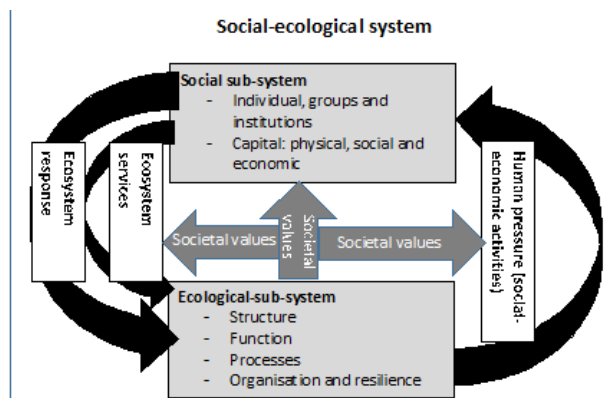 Social-ecological system
Social sub-system
- Individual, groups and
institutions
- Capital: physical, social and
economic
Ecosystem
response
Ecosystem
services
Societal values
Societal
values
Societal values
Human pressure (social-
economic activities)
Ecological-sub-system
- Structure
- Function
- Processes
- Organisation and resilience